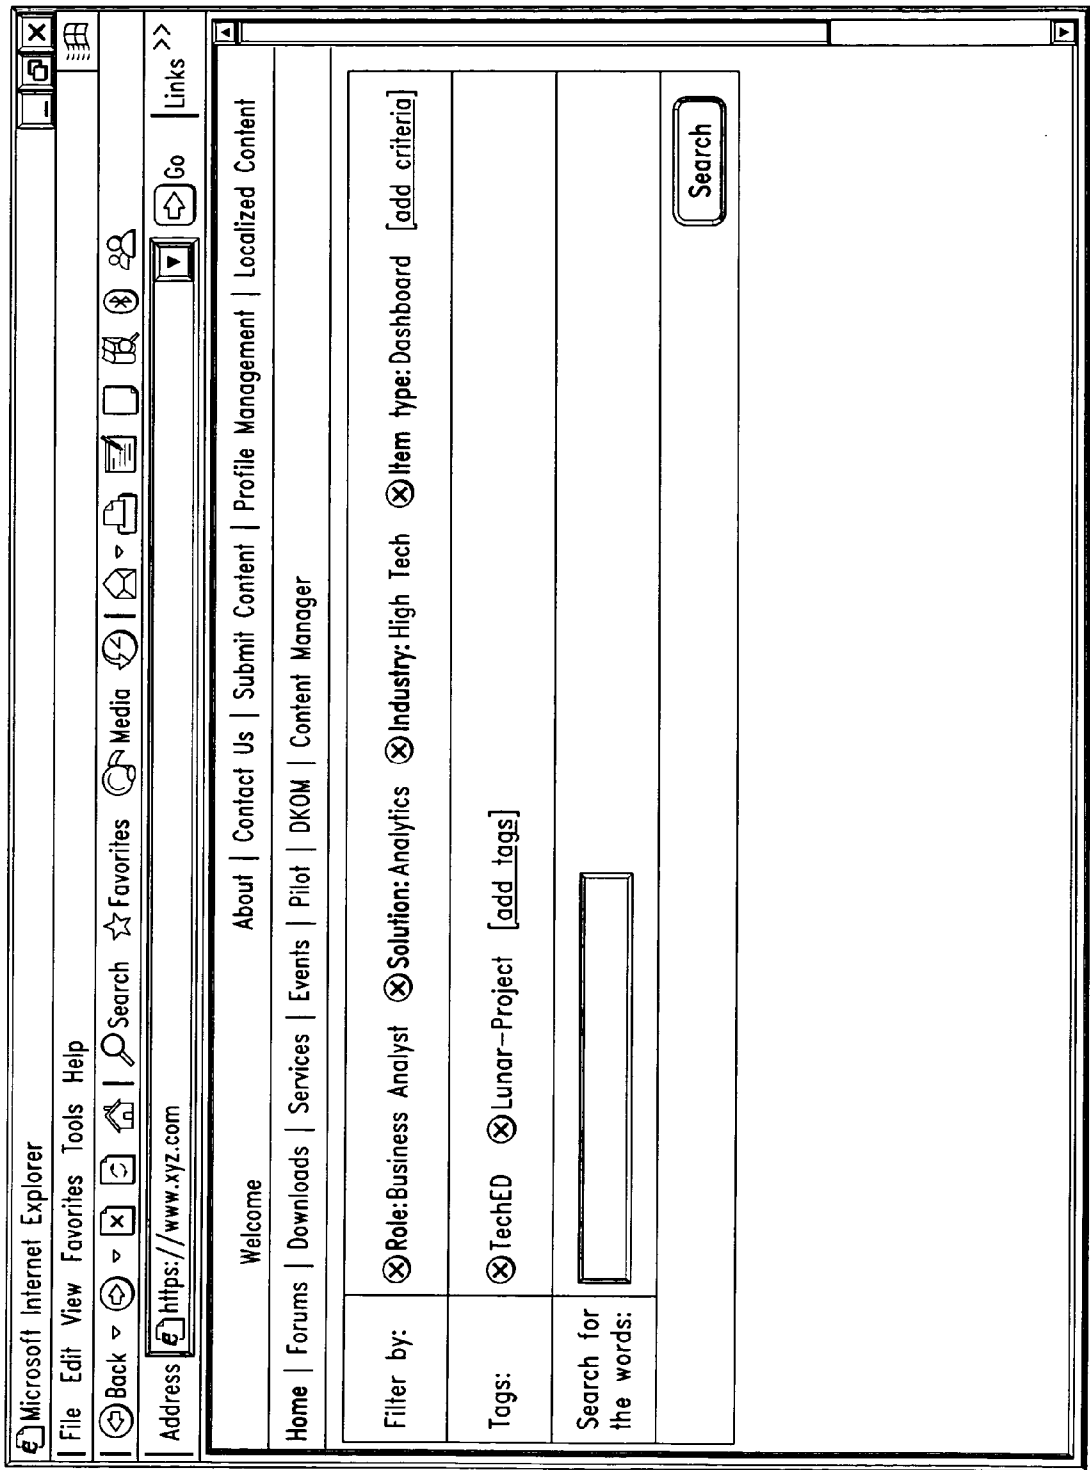 Microsoft Internet Explorer
File Edit View Favorites Tools Help
Back Search Favorites Media
Address https://www.xyz.com Go Links >>
Welcome About | Contact Us | Submit Content | Profile Management | Localized Content
Home | Forums | Downloads | Services | Events | Pilot | DKOM | Content Manager
Filter by: Role:Business Analyst Solution: Analytics Industry: High Tech Item type: Dashboard [add criteria]
Tags: TechED Lunar-Project [add tags]
Search for
the words:
Search